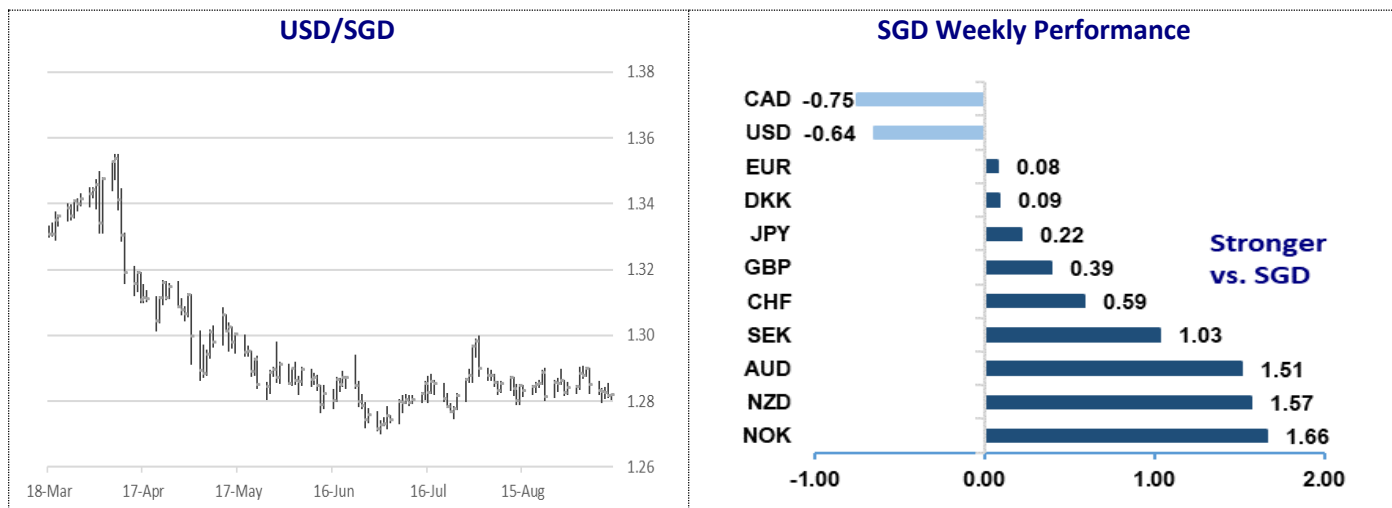 USD/SGD
1.38
1.36
1.34
1.32
1.30
1.28
1.26
18-Mar 17-Apr 17-May 16-Jun 16-Jul 15-Aug
SGD Weekly Performance
CAD -0.75
USD -0.64
EUR 0.08
DKK 0.09
JPY 0.22
GBP 0.39
CHF 0.59
SEK 1.03
AUD 1.51
NZD 1.57
NOK 1.66
Stronger
vs. SGD
-1.00 0.00 1.00 2.00